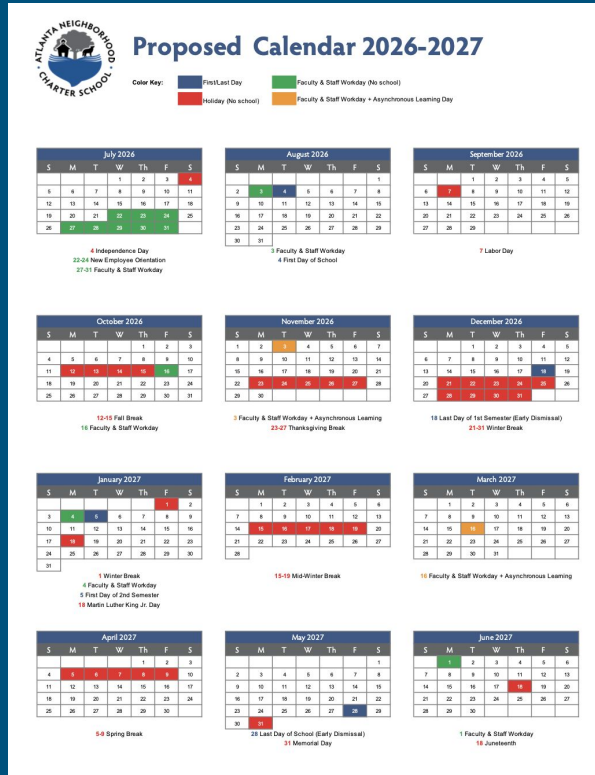 ATLANTA NEIGHBORHOOD
CHARTER SCHOOL
Proposed Calendar 2026-2027
Color Key:
First/Last Day
Faculty & Staff Workday (No school)
Holiday (No school)
Faculty & Staff Workday + Asynchronous Learning Day
July 2026
S M T W Th F S
1 2 3 4
5 6 7 8 9 10 11
12 13 14 15 16 17 18
19 20 21 22 23 24 25
26 27 28 29 30 31
4 Independence Day
22-24 New Employee Orientation
27-31 Faculty & Staff Workday
August 2026
S M T W Th F S
1
2 3 4 5 6 7 8
9 10 11 12 13 14 15
16 17 18 19 20 21 22
23 24 25 26 27 28 29
30 31
3 Faculty & Staff Workday
4 First Day of School
September 2026
S M T W Th F S
1 2 3 4 5
6 7 8 9 10 11 12
13 14 15 16 17 18 19
20 21 22 23 24 25 26
27 28 29
7 Labor Day
October 2026
S M T W Th F S
1 2 3
4 5 6 7 8 9 10
11 12 13 14 15 16 17
18 19 20 21 22 23 24
25 26 27 28 29 30 31
12-15 Fall Break
16 Faculty & Staff Workday
November 2026
S M T W Th F S
1 2 3 4 5 6 7
8 9 10 11 12 13 14
15 16 17 18 19 20 21
22 23 24 25 26 27 28
29 30
3 Faculty & Staff Workday + Asynchronous Learning
23-27 Thanksgiving Break
December 2026
S M T W Th F S
1 2 3 4 5
6 7 8 9 10 11 12
13 14 15 16 17 18 19
20 21 22 23 24 25 26
27 28 29 30 31
18 Last Day of 1st Semester (Early Dismissal)
21-31 Winter Break
January 2027
S M T W Th F S
1 2
3 4 5 6 7 8 9
10 11 12 13 14 15 16
17 18 19 20 21 22 23
24 25 26 27 28 29 30
31
1 Winter Break
4 Faculty & Staff Workday
5 First Day of 2nd Semester
18 Martin Luther King Jr. Day
February 2027
S M T W Th F S
1 2 3 4 5 6
7 8 9 10 11 12 13
14 15 16 17 18 19 20
21 22 23 24 25 26 27
28
15-19 Mid-Winter Break
March 2027
S M T W Th F S
1 2 3 4 5 6
7 8 9 10 11 12 13
14 15 16 17 18 19 20
21 22 23 24 25 26 27
28 29 30 31
16 Faculty & Staff Workday + Asynchronous Learning
April 2027
S M T W Th F S
1 2 3
4 5 6 7 8 9 10
11 12 13 14 15 16 17
18 19 20 21 22 23 24
25 26 27 28 29 30
5-9 Spring Break
May 2027
S M T W Th F S
1
2 3 4 5 6 7 8
9 10 11 12 13 14 15
16 17 18 19 20 21 22
23 24 25 26 27 28 29
30 31
28 Last Day of School (Early Dismissal)
31 Memorial Day
June 2027
S M T W Th F S
1 2 3 4 5 6
7 8 9 10 11 12 13
14 15 16 17 18 19 20
21 22 23 24 25 26 27
28 29 30
1 Faculty & Staff Workday
18 Juneteenth